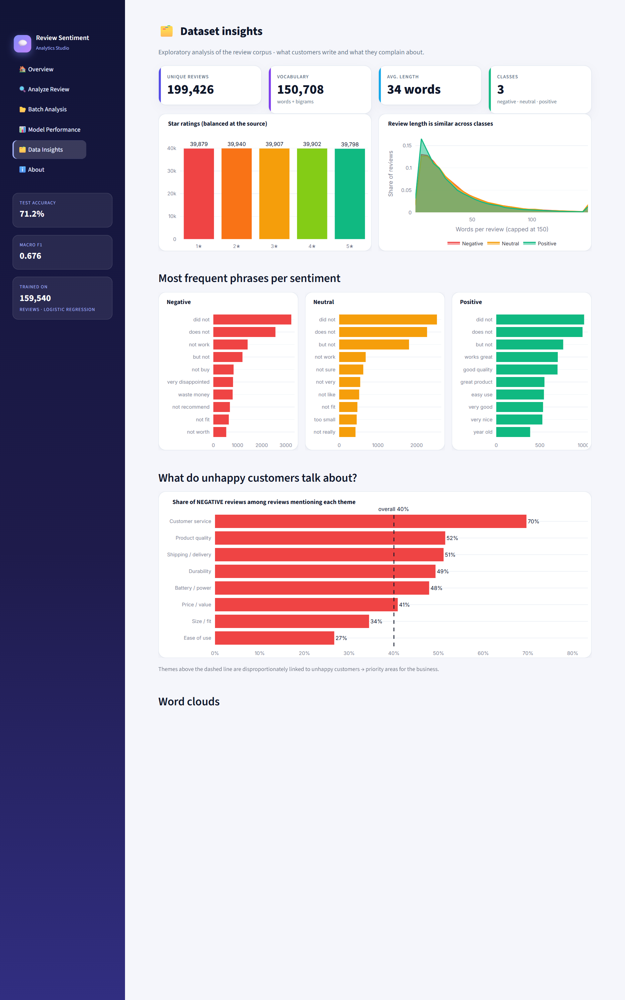 Review Sentiment
Analytics Studio
Overview
Analyze Review
Batch Analysis
Model Performance
Data Insights
About
TEST ACCURACY
71.2%
MACRO F1
0.676
TRAINED ON
159,540
REVIEWS · LOGISTIC REGRESSION
Dataset insights
Exploratory analysis of the review corpus - what customers write and what they complain about.
UNIQUE REVIEWS
199,426
VOCABULARY
150,708
words + bigrams
AVG. LENGTH
34 words
CLASSES
3
negative · neutral · positive
Star ratings (balanced at the source)
39,879 39,940 39,907 39,902 39,798
40k
30k
20k
10k
0
1★ 2★ 3★ 4★ 5★
Review length is similar across classes
Share of reviews
0.15
0.1
0.05
0
50 100
Words per review (capped at 150)
Negative Neutral Positive
Most frequent phrases per sentiment
Negative
did not
does not
not work
but not
not buy
very disappointed
waste money
not recommend
not fit
not worth
0 1000 2000 3000
Neutral
did not
does not
but not
not work
not sure
not very
not like
not fit
too small
not really
0 1000 2000
Positive
did not
does not
but not
works great
good quality
great product
easy use
very good
very nice
year old
0 500 1000
What do unhappy customers talk about?
Share of NEGATIVE reviews among reviews mentioning each theme
overall 40%
Customer service 70%
Product quality 52%
Shipping / delivery 51%
Durability 49%
Battery / power 48%
Price / value 41%
Size / fit 34%
Ease of use 27%
0% 10% 20% 30% 40% 50% 60% 70% 80%
Themes above the dashed line are disproportionately linked to unhappy customers → priority areas for the business.
Word clouds